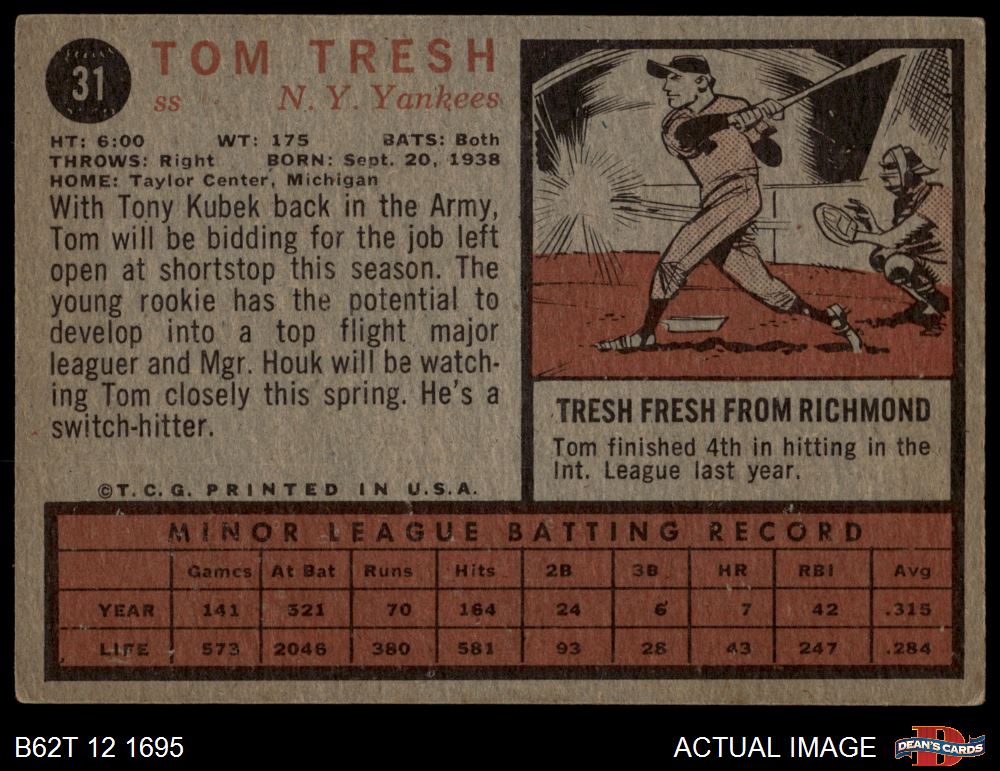 31
TOM TRESH
SS N. Y. Yankees
HT: 6:00 WT: 175 BATS: Both
THROWS: Right BORN: Sept. 20, 1938
HOME: Taylor Center, Michigan
With Tony Kubek back in the Army,
Tom will be bidding for the job left
open at shortstop this season. The
young rookie has the potential to
develop into a top flight major
leaguer and Mgr. Houk will be watch-
ing Tom closely this spring. He's a
switch-hitter.
©T.C.G. PRINTED IN U.S.A.
TRESH FRESH FROM RICHMOND
Tom finished 4th in hitting in the
Int. League last year.
MINOR LEAGUE BATTING RECORD
Games At Bat Runs Hits 2B 3B HR RBI Avg
YEAR 141 521 70 164 24 6 7 42 .315
LIFE 573 2046 380 581 93 28 43 247 .284
B62T 12 1695 ACTUAL IMAGE DEAN'S CARDS